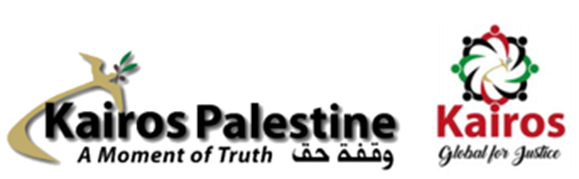 Kairos Palestine
A Moment of Truth وقفة حق
Kairos
Global for Justice